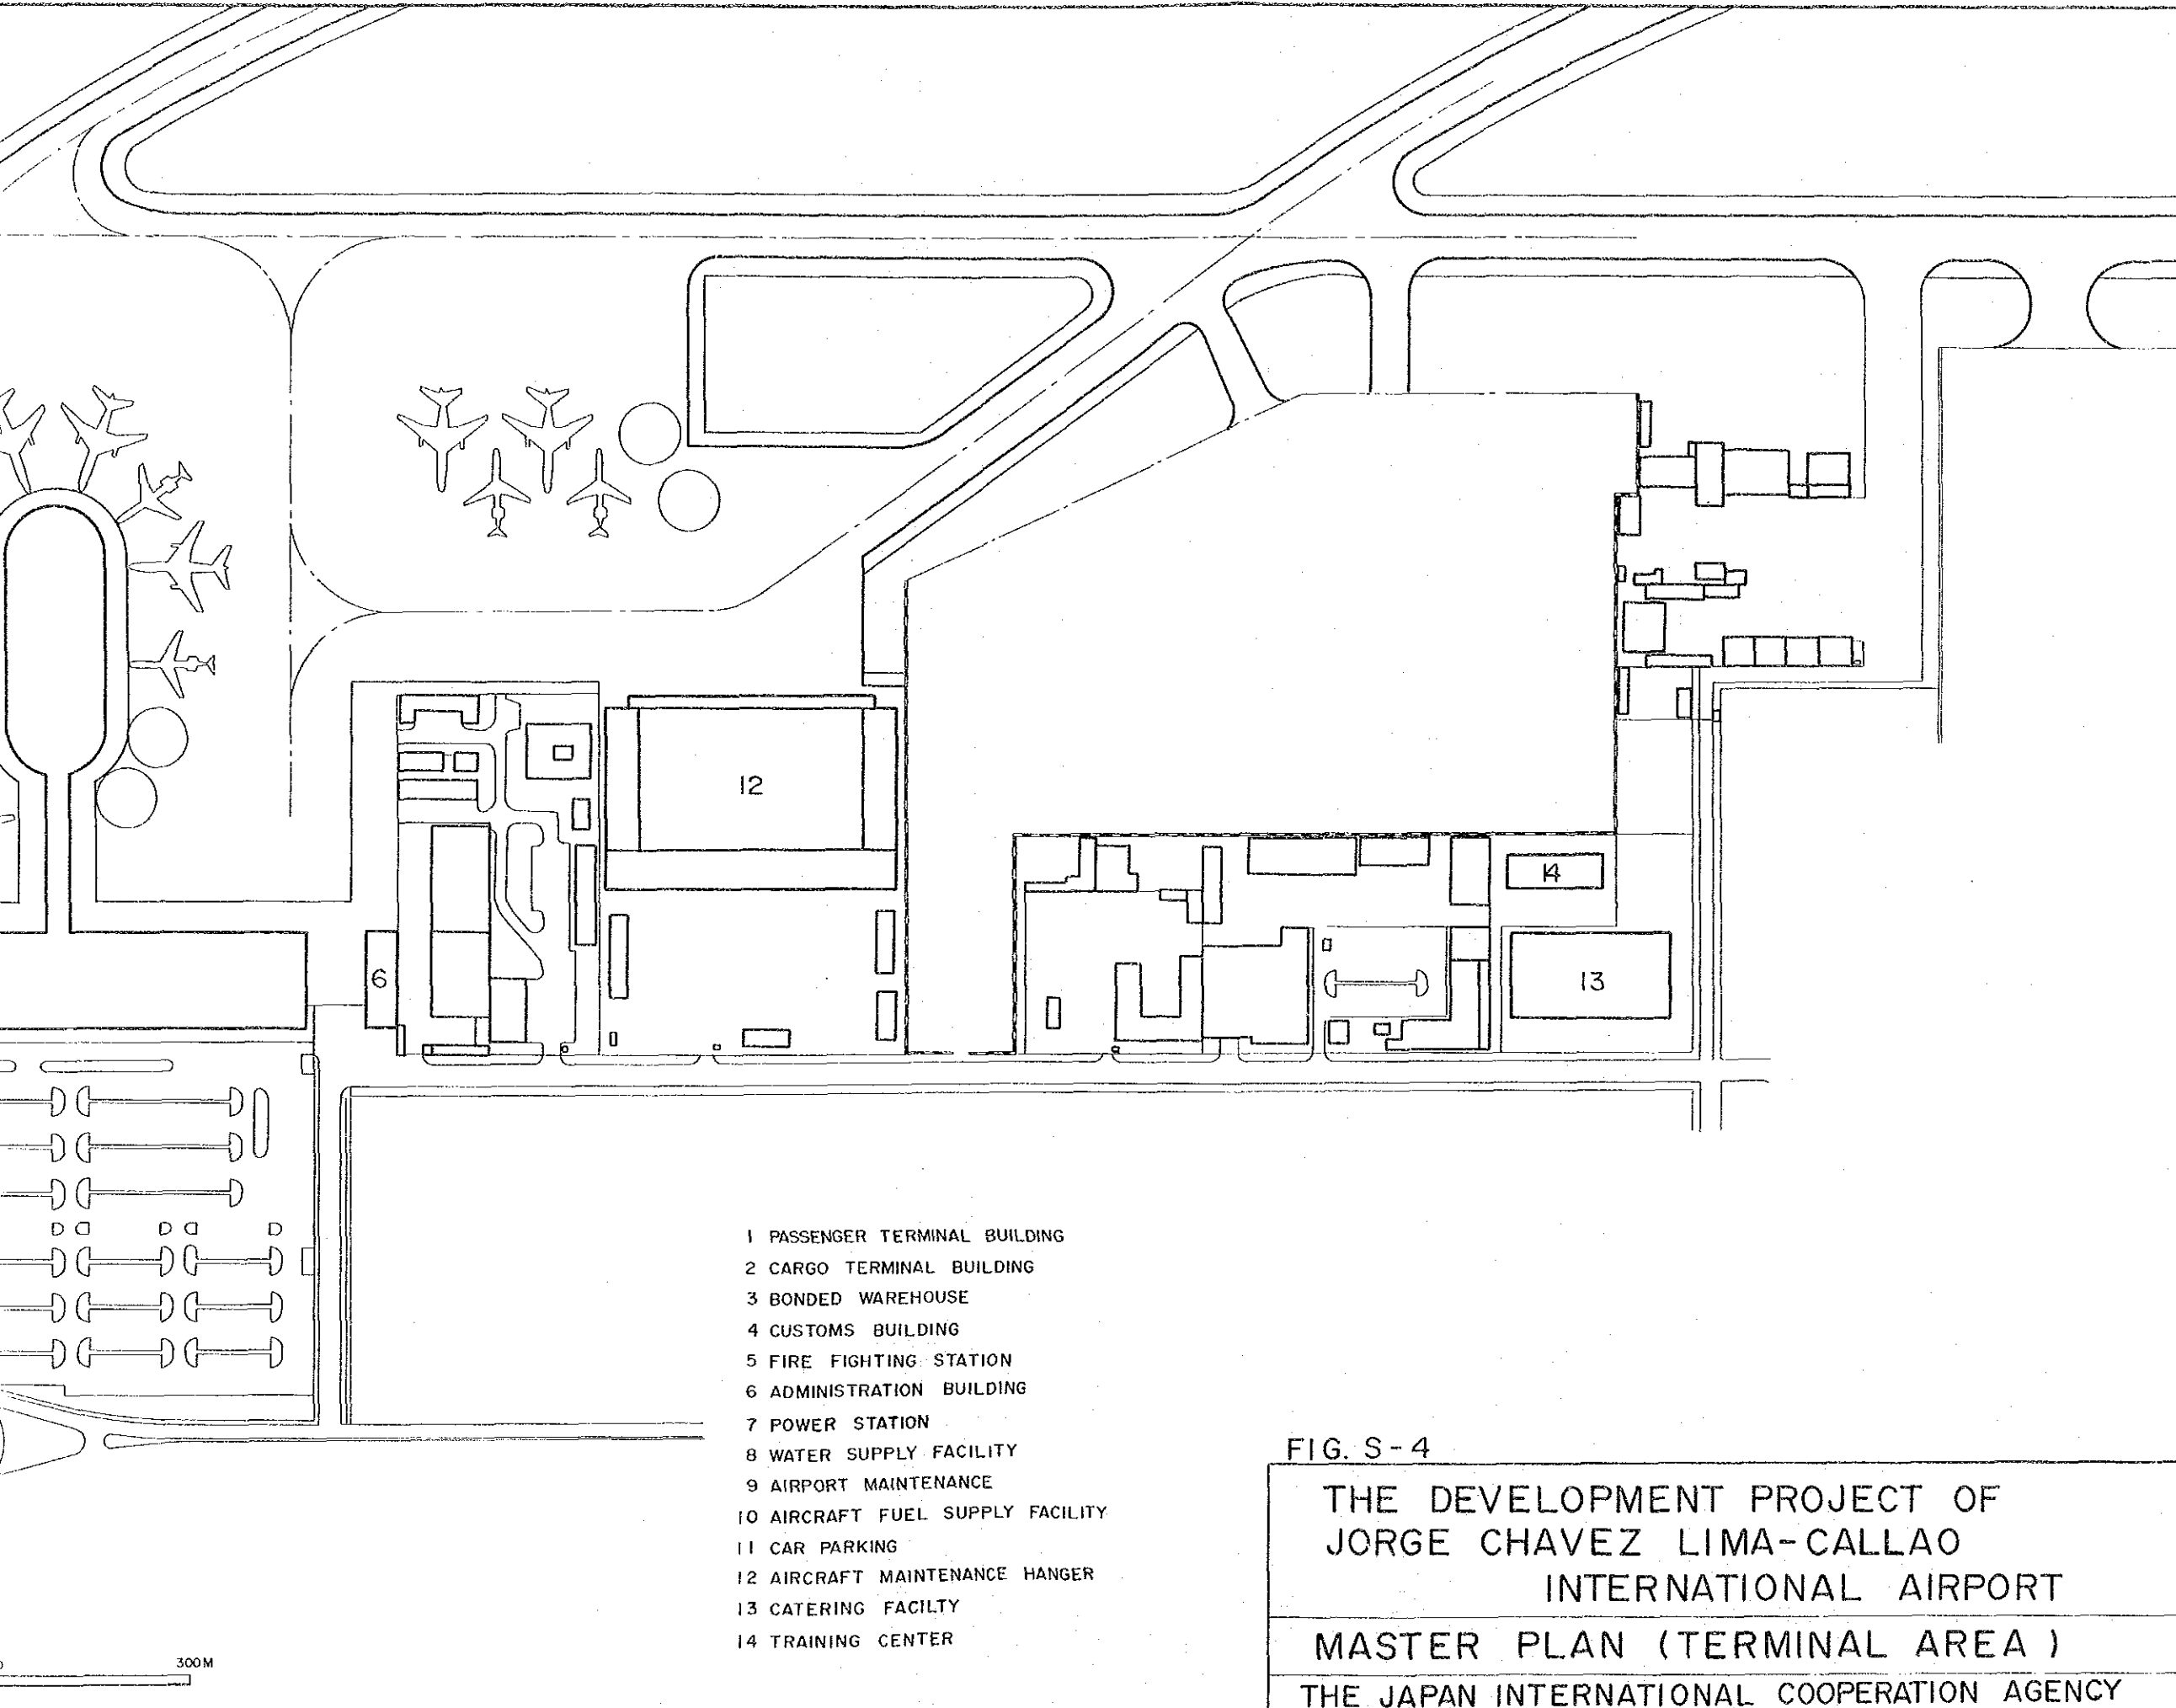 12
14
6
13
1 PASSENGER TERMINAL BUILDING
2 CARGO TERMINAL BUILDING
3 BONDED WAREHOUSE
4 CUSTOMS BUILDING
5 FIRE FIGHTING STATION
6 ADMINISTRATION BUILDING
7 POWER STATION
8 WATER SUPPLY FACILITY
9 AIRPORT MAINTENANCE
10 AIRCRAFT FUEL SUPPLY FACILITY
11 CAR PARKING
12 AIRCRAFT MAINTENANCE HANGER
13 CATERING FACILTY
14 TRAINING CENTER
300M
FIG. S-4
THE DEVELOPMENT PROJECT OF
JORGE CHAVEZ LIMA-CALLAO
INTERNATIONAL AIRPORT
MASTER PLAN (TERMINAL AREA)
THE JAPAN INTERNATIONAL COOPERATION AGENCY